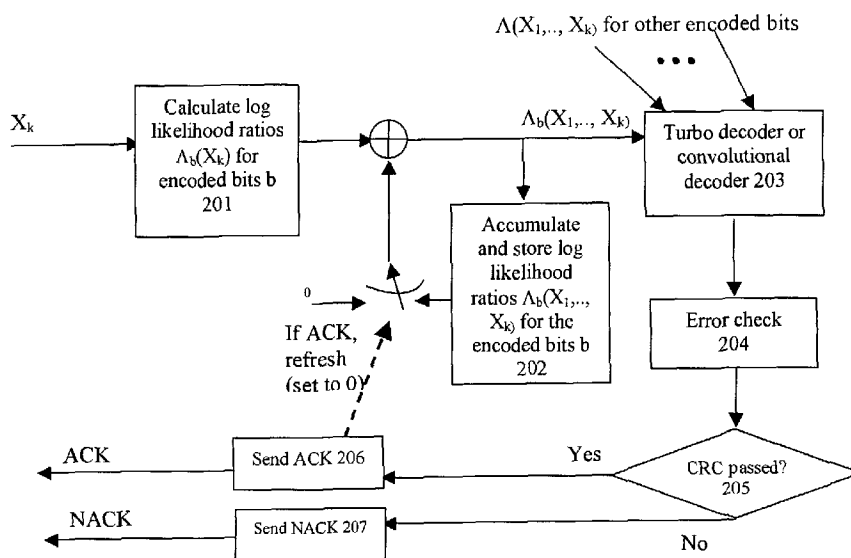 Λ(X1,.., Xk) for other encoded bits
• • •
Xk
Calculate log
likelihood ratios
Λb(Xk) for
encoded bits b
201
Λb(X1,.., Xk)
Turbo decoder or
convolutional
decoder 203
Accumulate
and store log
likelihood
ratios Λb(X1,..,
Xk) for the
encoded bits b
202
0
If ACK,
refresh
(set to 0)
Error check
204
CRC passed?
205
Yes
No
Send ACK 206
ACK
Send NACK 207
NACK